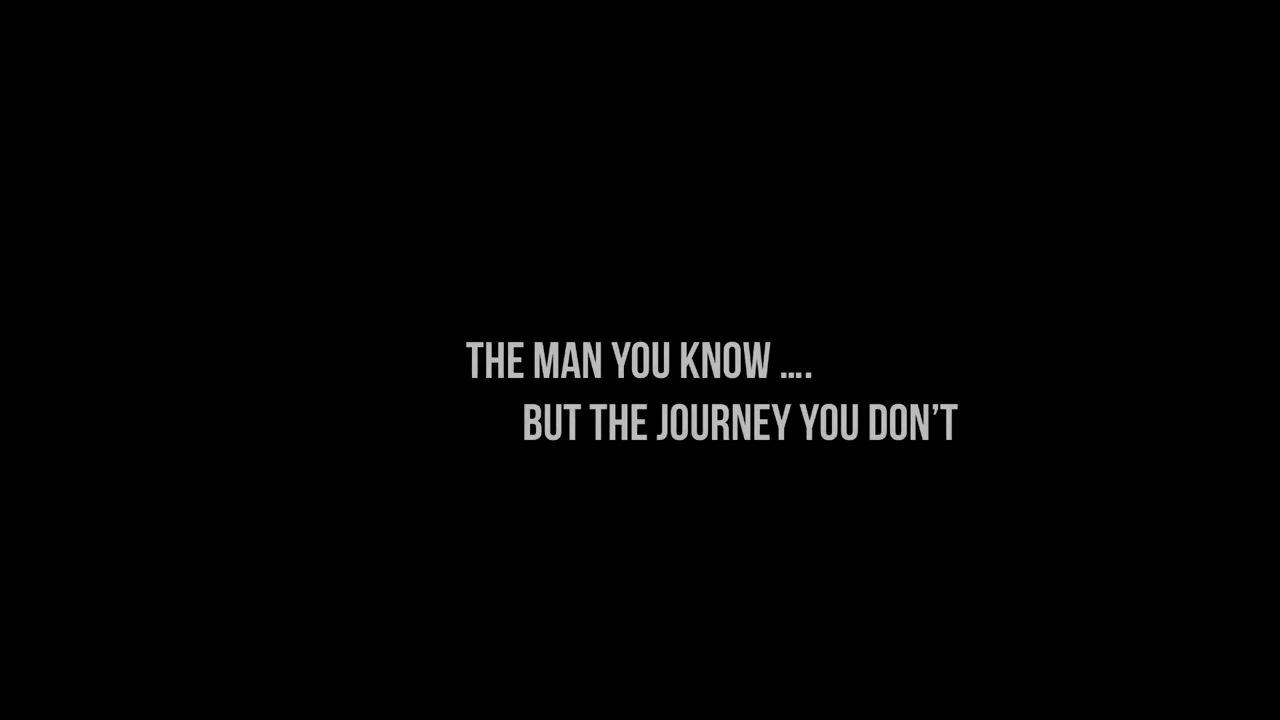 THE MAN YOU KNOW ....
BUT THE JOURNEY YOU DON’T